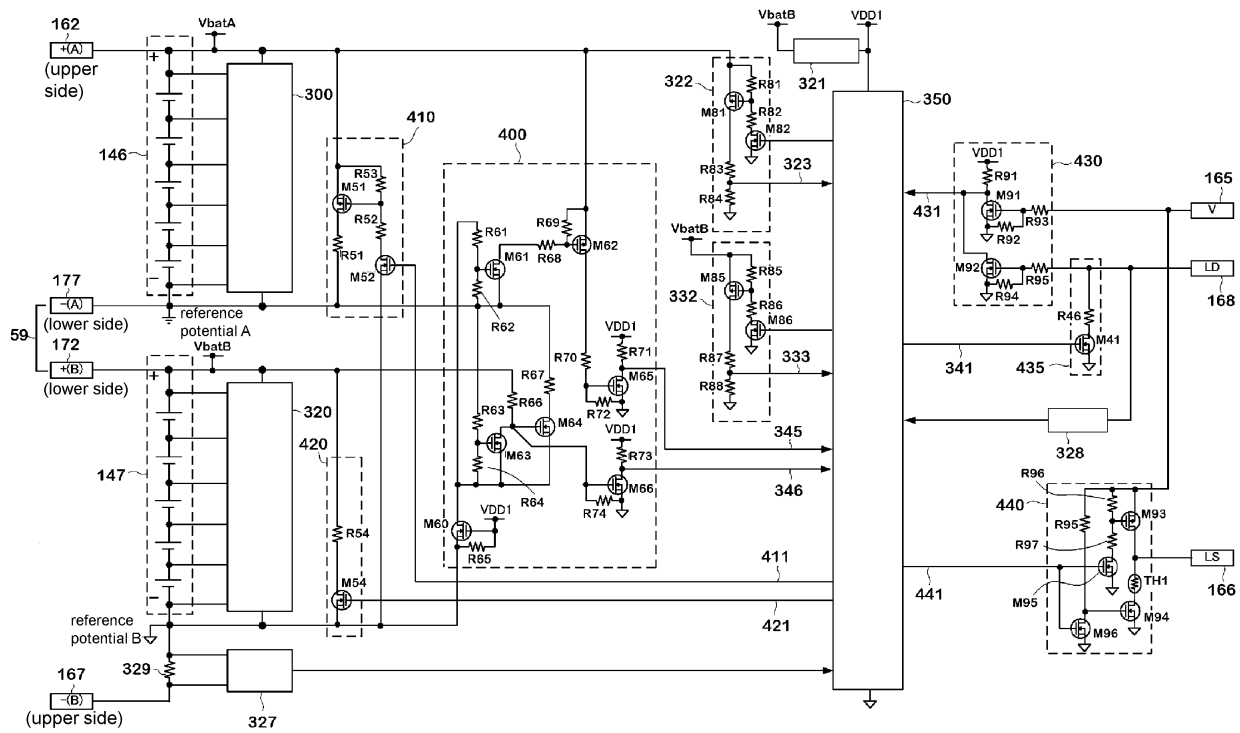 162
+(A)
(upper
side)
VbatA
300
146
410
400
R53
M51
R52
R51
M52
177
-(A)
(lower side)
59
172
+(B)
(lower side)
reference
potential A
VbatB
320
147
420
R54
M54
reference
potential B
329
167
-(B)
(upper side)
327
R61
M61
R62
R69
R68
M62
R63
M63
R64
R66
R67
M64
R70
VDD1
R71
M65
R72
VDD1
R73
M66
R74
M60
VDD1
R65
345
346
411
421
VbatB
VDD1
321
322
R81
M81
R82
M82
R83
R84
323
VbatB
332
M85
R85
R86
M86
R87
R88
333
350
430
VDD1
R91
M91
R93
R92
431
M92
R95
R94
165
V
LD
168
R46
M41
341
435
328
R96
440
R95
M93
R97
M95
TH1
M94
M96
441
LS
166